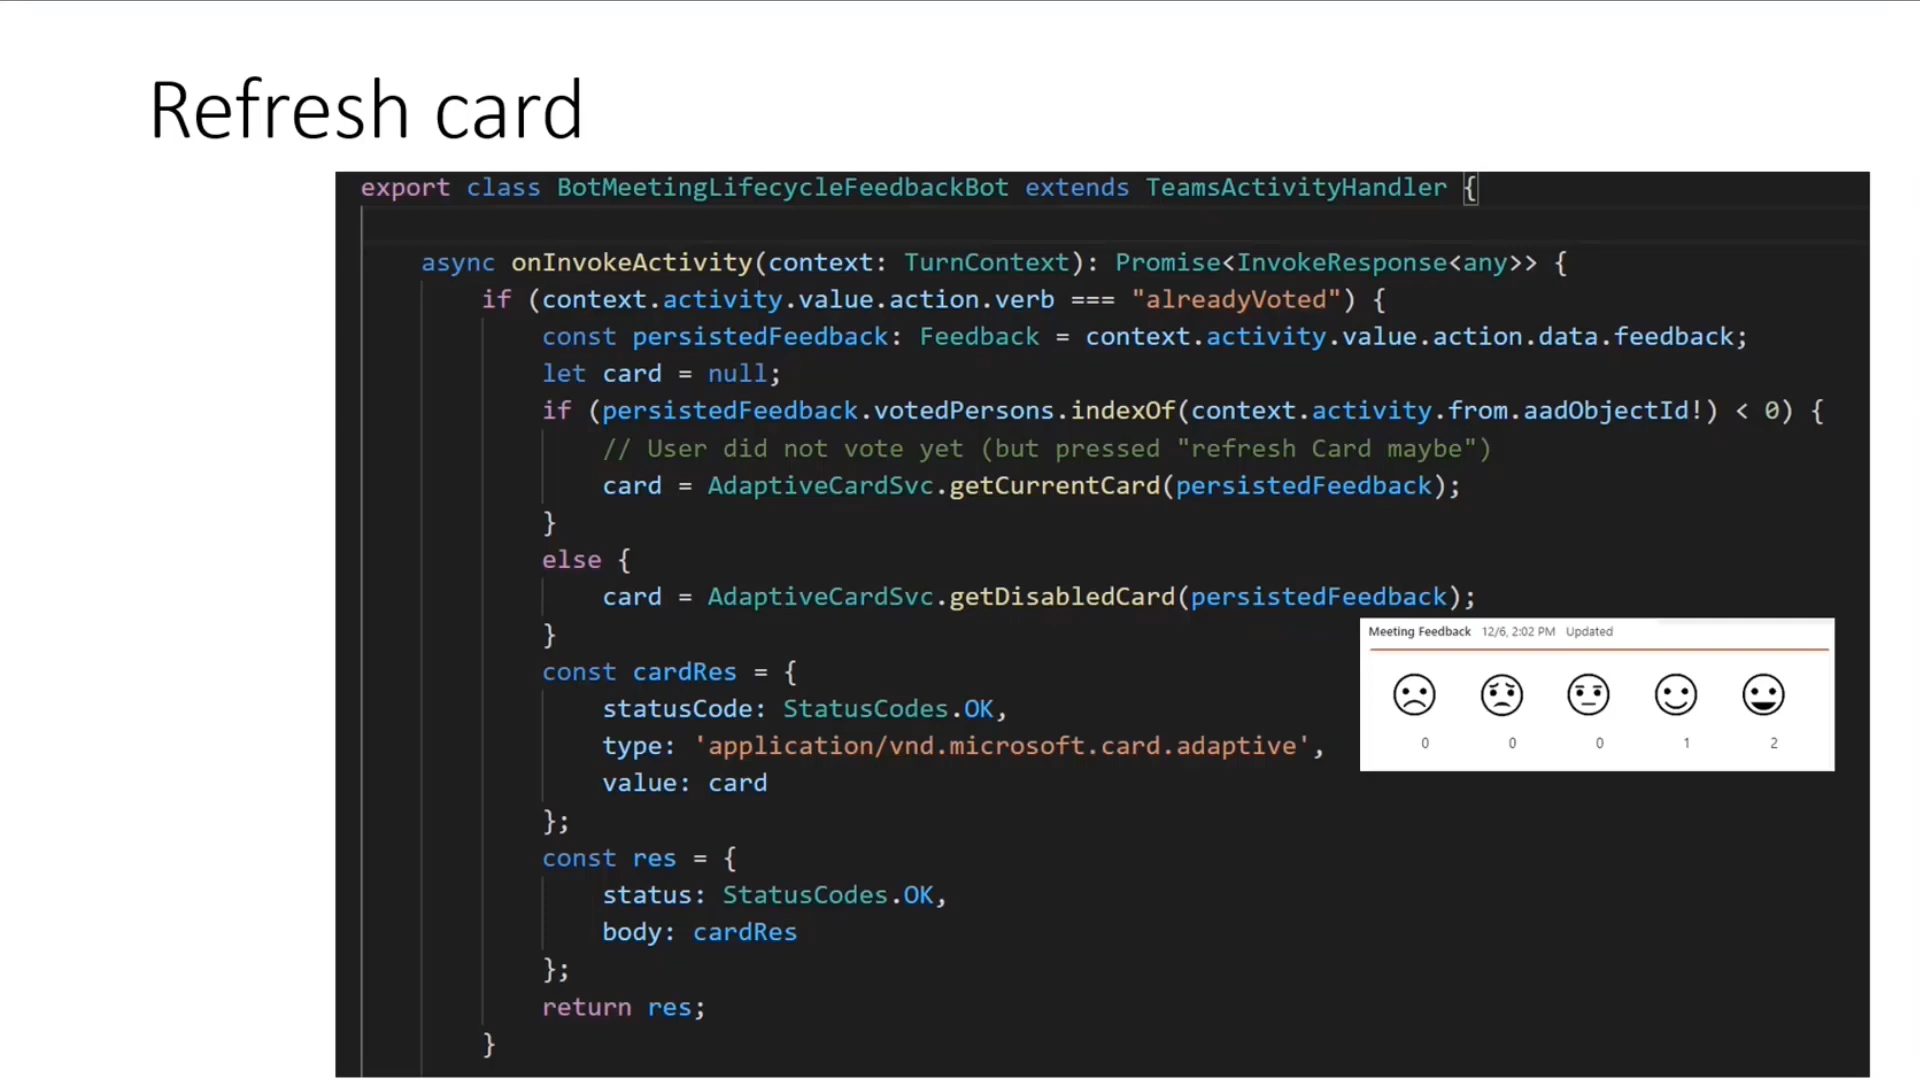 Refresh card
export class BotMeetingLifecycleFeedbackBot extends TeamsActivityHandler {
async onInvokeActivity(context: TurnContext): Promise<InvokeResponse<any>> {
if (context.activity.value.action.verb === "alreadyVoted") {
const persistedFeedback: Feedback = context.activity.value.action.data.feedback;
let card = null;
if (persistedFeedback.votedPersons.indexOf(context.activity.from.aadObjectId!) < 0) {
// User did not vote yet (but pressed "refresh Card maybe")
card = AdaptiveCardSvc.getCurrentCard(persistedFeedback);
}
else {
card = AdaptiveCardSvc.getDisabledCard(persistedFeedback);
}
const cardRes = {
statusCode: StatusCodes.OK,
type: 'application/vnd.microsoft.card.adaptive',
value: card
};
const res = {
status: StatusCodes.OK,
body: cardRes
};
return res;
}
Meeting Feedback 12/6, 2:02 PM Updated
0 0 0 1 2